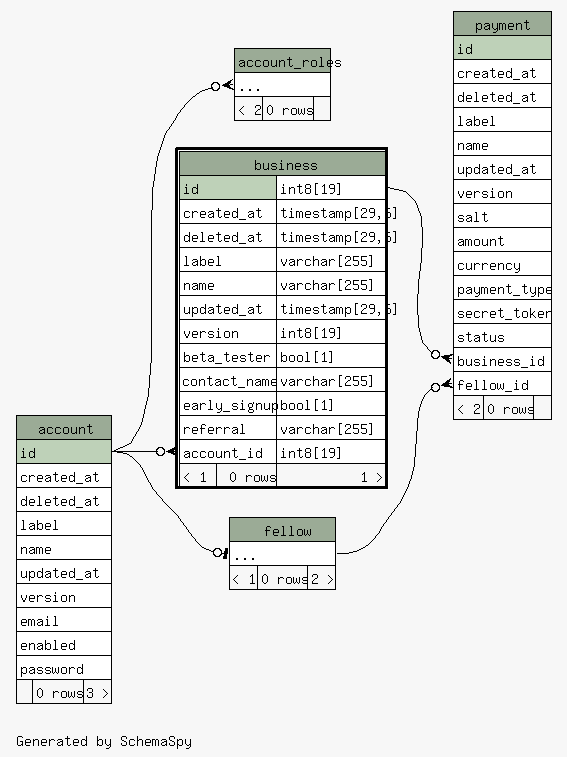 payment
id
created_at
deleted_at
label
name
updated_at
version
salt
amount
currency
payment_type
secret_token
status
business_id
fellow_id
< 2 0 rows
account_roles
...
< 2 0 rows
business
id int8[19]
created_at timestamp[29,6]
deleted_at timestamp[29,6]
label varchar[255]
name varchar[255]
updated_at timestamp[29,6]
version int8[19]
beta_tester bool[1]
contact_name varchar[255]
early_signup bool[1]
referral varchar[255]
account_id int8[19]
< 1 0 rows 1 >
account
id
created_at
deleted_at
label
name
updated_at
version
email
enabled
password
0 rows 3 >
fellow
...
< 1 0 rows 2 >
Generated by SchemaSpy